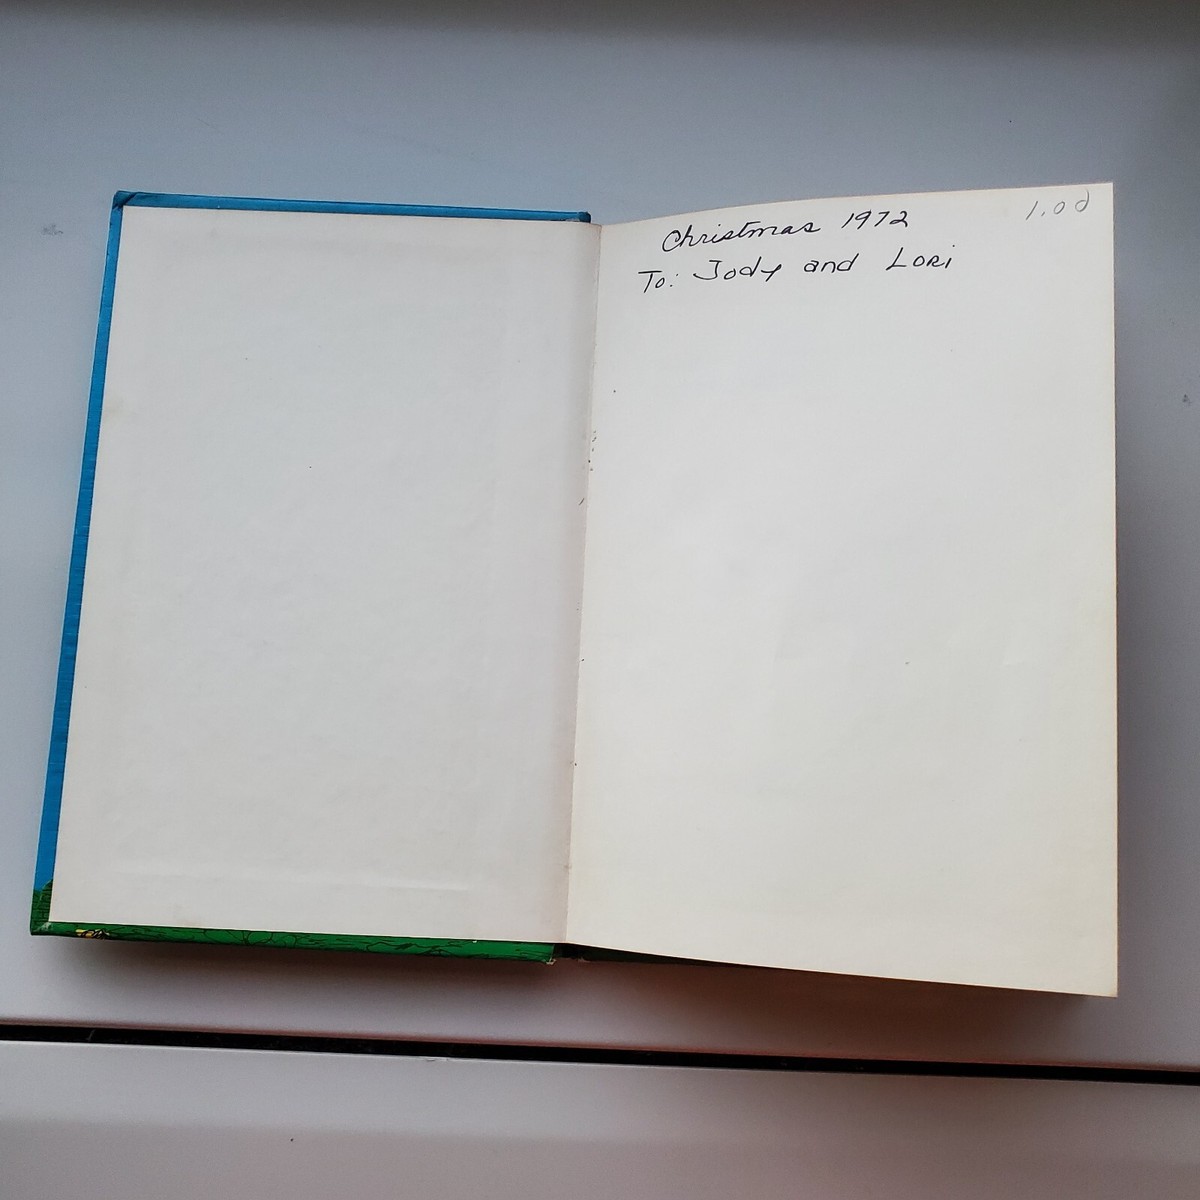 Christmas 1972
To: Jody and Lori
1.00